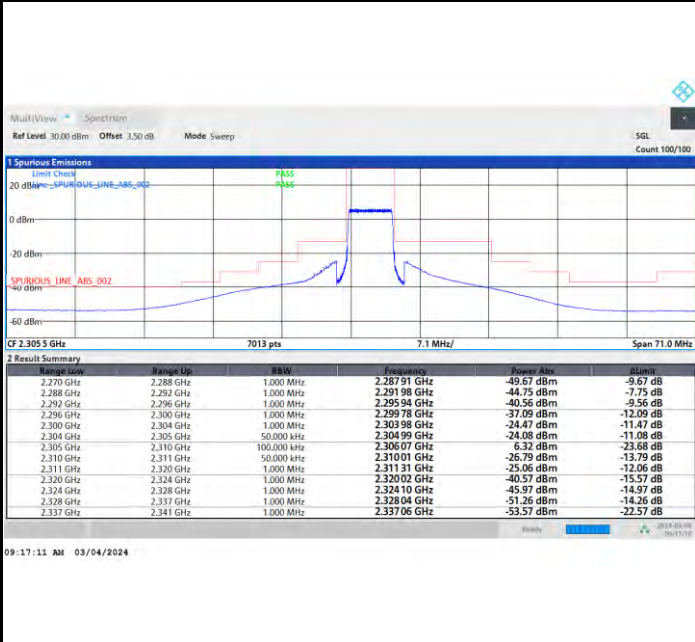 MultiView Spectrum
Ref Level 30.00 dBm Offset 3.50 dB Mode Sweep SGL
Count 100/100
1 Spurious Emissions
Limit Check PASS
20 dBm Line _SPURIOUS_LINE_ABS_002 PASS
0 dBm
-20 dBm
SPURIOUS_LINE_ABS_002
-40 dBm
-60 dBm
CF 2.305 5 GHz 7013 pts 7.1 MHz/ Span 71.0 MHz
2 Result Summary
Range Low Range Up RBW Frequency Power Abs ΔLimit
2.270 GHz 2.288 GHz 1.000 MHz 2.287 91 GHz -49.67 dBm -9.67 dB
2.288 GHz 2.292 GHz 1.000 MHz 2.291 98 GHz -44.75 dBm -7.75 dB
2.292 GHz 2.296 GHz 1.000 MHz 2.295 94 GHz -40.56 dBm -9.56 dB
2.296 GHz 2.300 GHz 1.000 MHz 2.299 78 GHz -37.09 dBm -12.09 dB
2.300 GHz 2.304 GHz 1.000 MHz 2.303 98 GHz -24.47 dBm -11.47 dB
2.304 GHz 2.305 GHz 50.000 kHz 2.304 99 GHz -24.08 dBm -11.08 dB
2.305 GHz 2.310 GHz 100.000 kHz 2.306 07 GHz 6.32 dBm -23.68 dB
2.310 GHz 2.311 GHz 50.000 kHz 2.310 01 GHz -26.79 dBm -13.79 dB
2.311 GHz 2.320 GHz 1.000 MHz 2.311 31 GHz -25.06 dBm -12.06 dB
2.320 GHz 2.324 GHz 1.000 MHz 2.320 02 GHz -40.57 dBm -15.57 dB
2.324 GHz 2.328 GHz 1.000 MHz 2.324 10 GHz -45.97 dBm -14.97 dB
2.328 GHz 2.337 GHz 1.000 MHz 2.328 04 GHz -51.26 dBm -14.26 dB
2.337 GHz 2.341 GHz 1.000 MHz 2.337 06 GHz -53.57 dBm -22.57 dB
Ready
09:17:11 AM 03/04/2024